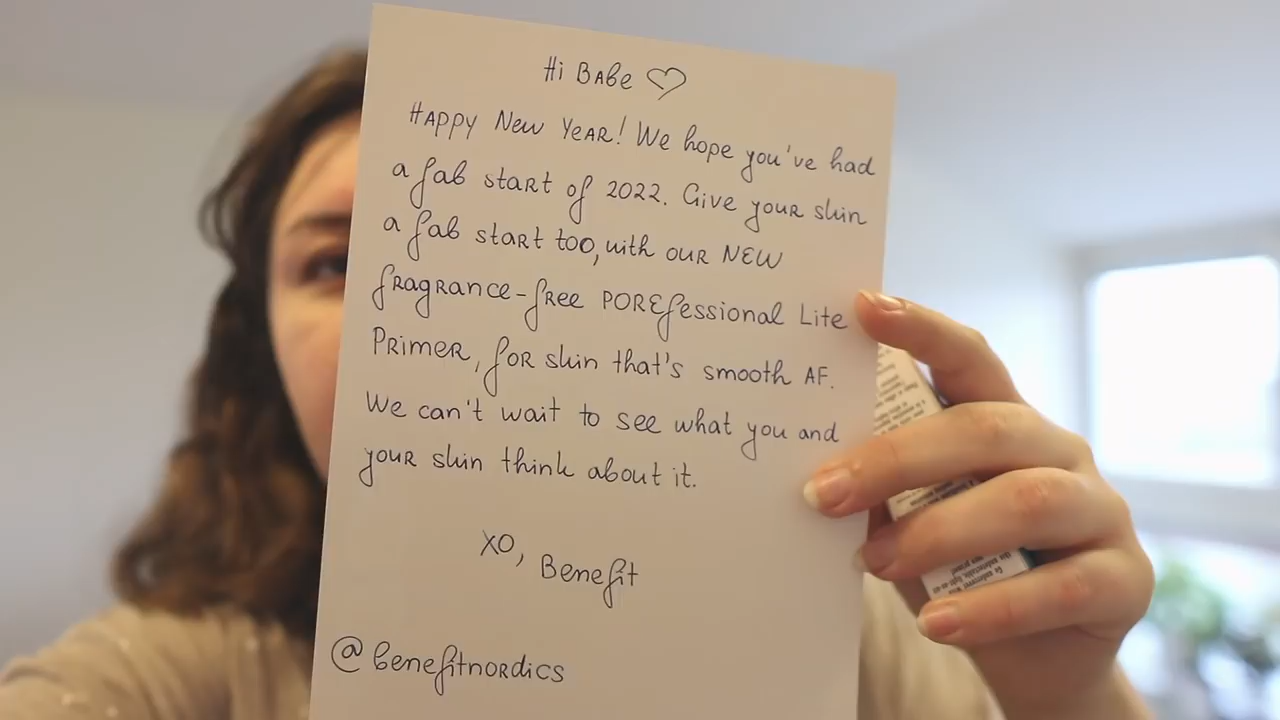 Hi Babe
Happy New Year! We hope you've had
a fab start of 2022. Give your skin
a fab start too, with our NEW
fragrance-free POREfessional Lite
Primer, for skin that's smooth AF.
We can't wait to see what you and
your skin think about it.
XO, Benefit
@benefitnordics